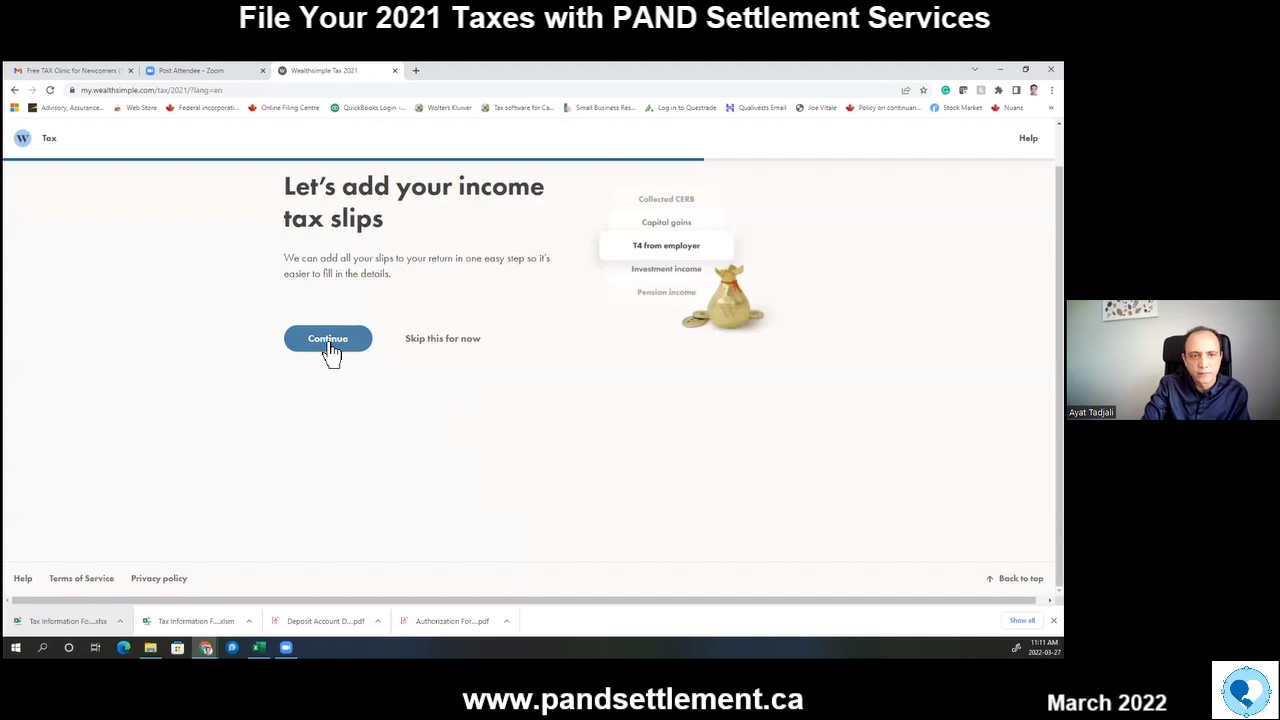 File Your 2021 Taxes with PAND Settlement Services
Free TAX Clinic for Newcomers (
Post Attendee - Zoom
Wealthsimple Tax 2021
my.wealthsimple.com/tax/2021/?lang=en
Advisory, Assurance...
Web Store
Federal incorporati...
Online Filing Centre
QuickBooks Login -...
Wolters Kluwer
Tax software for Ca...
Small Business Res...
Log in to Questrade
Qualivests Email
Joe Vitale
Policy on continuan...
Stock Market
Nuans
W
Tax
Help
Let's add your income
tax slips
We can add all your slips to your return in one easy step so it's
easier to fill in the details.
Continue
Skip this for now
Collected CERB
Capital gains
T4 from employer
Investment income
Pension income
Ayat Tadjali
Help
Terms of Service
Privacy policy
Back to top
Tax Information Fo....xlsx
Tax Information F....xlsm
Deposit Account D....pdf
Authorization For....pdf
Show all
11:11 AM
2022-03-27
www.pandsettlement.ca
March 2022